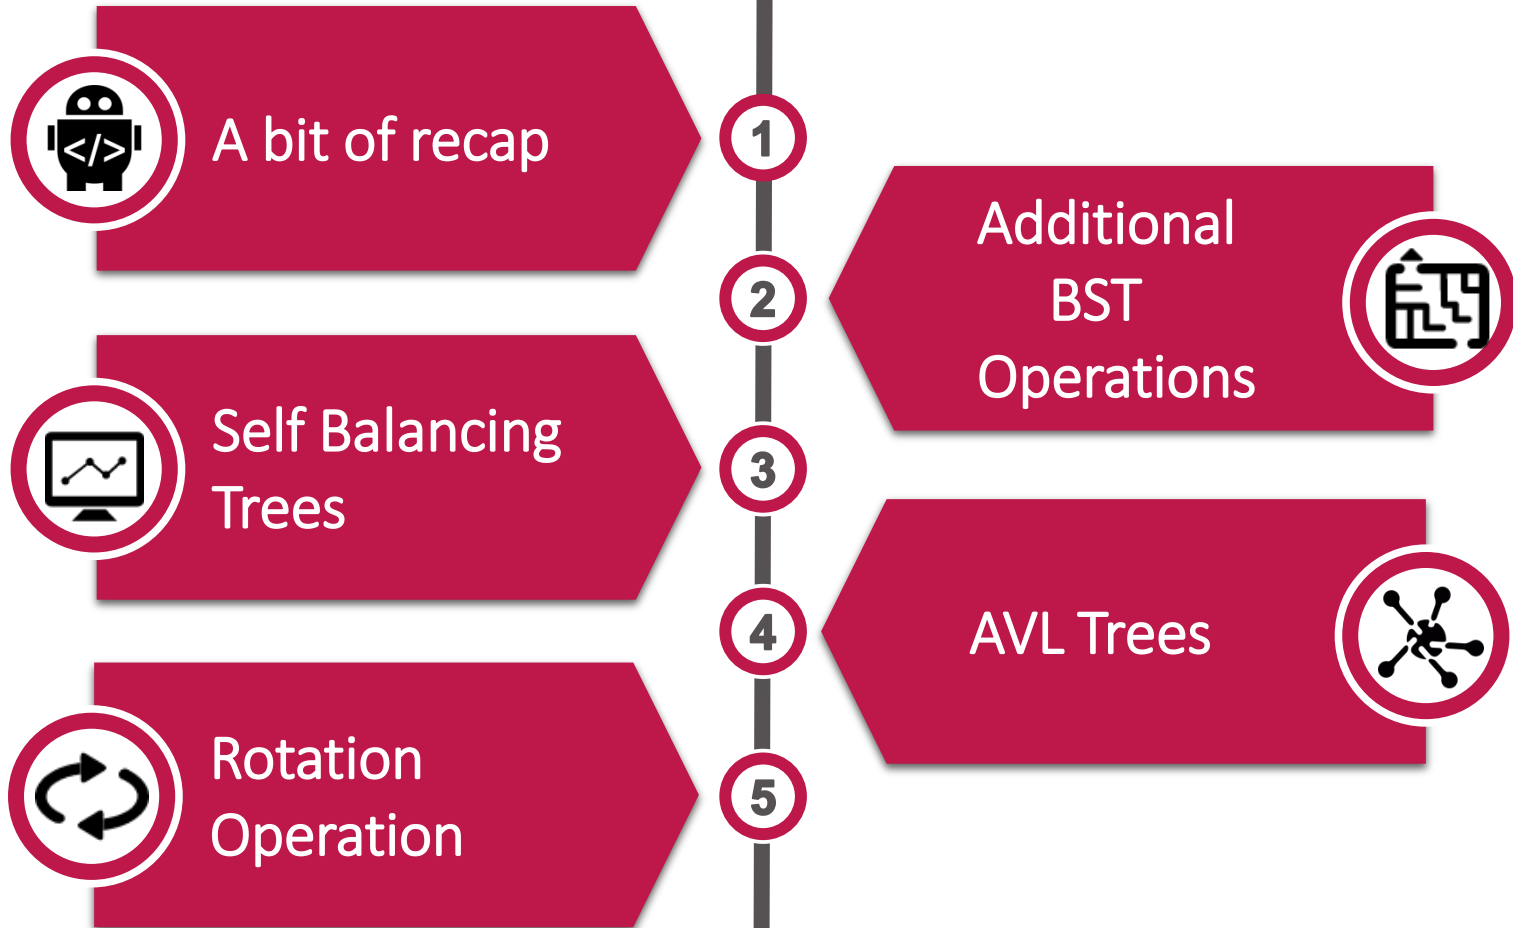 A bit of recap
</>
1
2
Additional
BST
Operations
3
Self Balancing
Trees
4
AVL Trees
5
Rotation
Operation